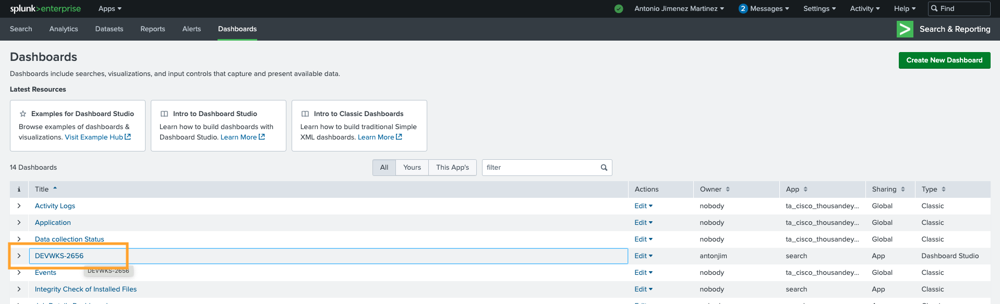 splunk>enterprise Apps Antonio Jimenez Martinez 2 Messages Settings Activity Help Find
Search Analytics Datasets Reports Alerts Dashboards Search & Reporting
Dashboards
Create New Dashboard
Dashboards include searches, visualizations, and input controls that capture and present available data.
Latest Resources
Examples for Dashboard Studio
Browse examples of dashboards &
visualizations. Visit Example Hub
Intro to Dashboard Studio
Learn how to build dashboards with
Dashboard Studio. Learn More
Intro to Classic Dashboards
Learn how to build traditional Simple
XML dashboards. Learn More
14 Dashboards All Yours This App's filter
i Title Actions Owner App Sharing Type
Activity Logs Edit nobody ta_cisco_thousandey... Global Classic
Application Edit nobody ta_cisco_thousandey... Global Classic
Data collection Status Edit nobody ta_cisco_thousandey... Global Classic
DEVWKS-2656 Edit antonjim search App Dashboard Studio
DEVWKS-2656
Events Edit nobody ta_cisco_thousandey... Global Classic
Integrity Check of Installed Files Edit nobody search App Classic